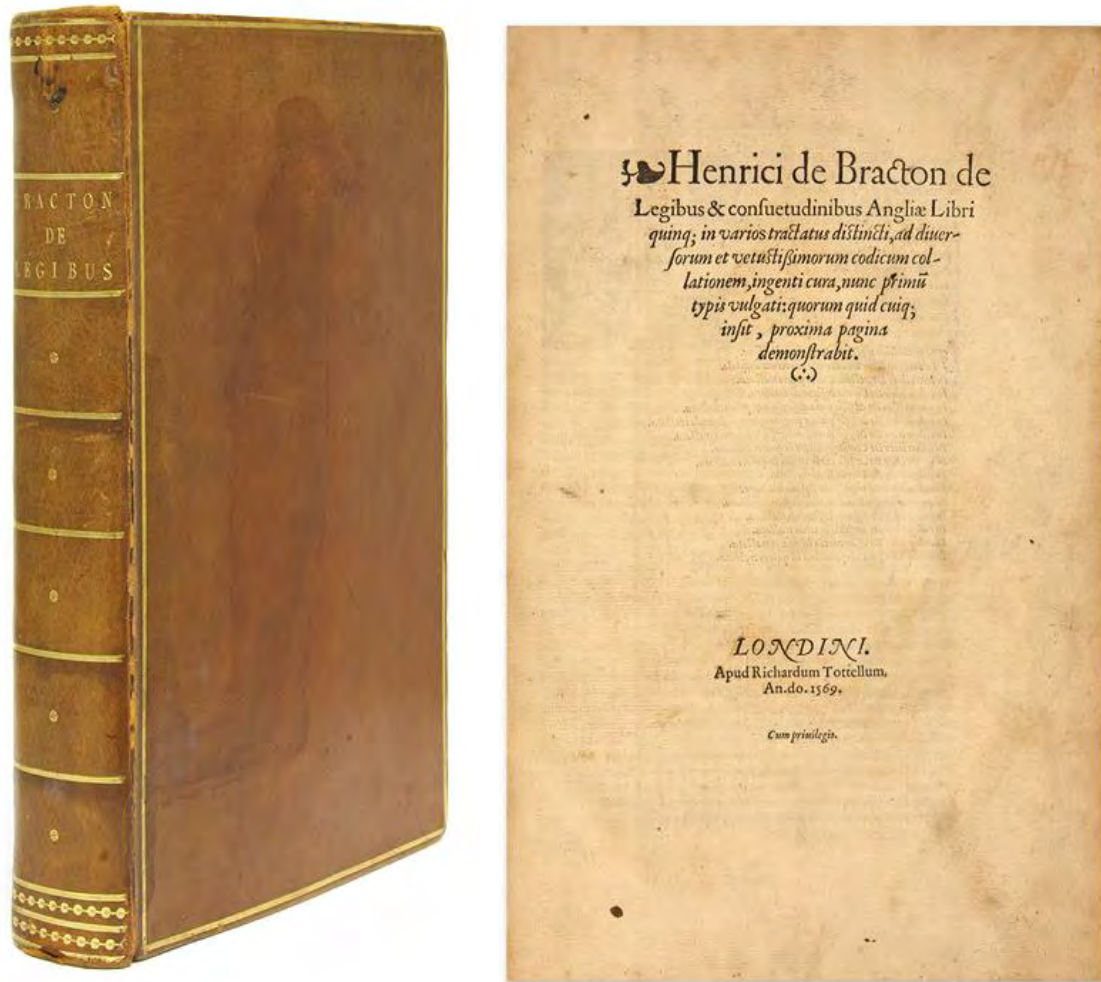 BRACTON
DE
LEGIBUS
Henrici de Bracton de
Legibus & conſuetudinibus Angliæ Libri
quinq; in varios tractatus diſtincti, ad diuer-
ſorum et vetuſtiſsimorum codicum col-
lationem, ingenti cura, nunc primū
typis vulgati: quorum quid cuiq;
inſit, proxima pagina
demonſtrabit.
(∴)
LONDINI.
Apud Richardum Tottellum,
An.do.1569.
Cum priuilegio.